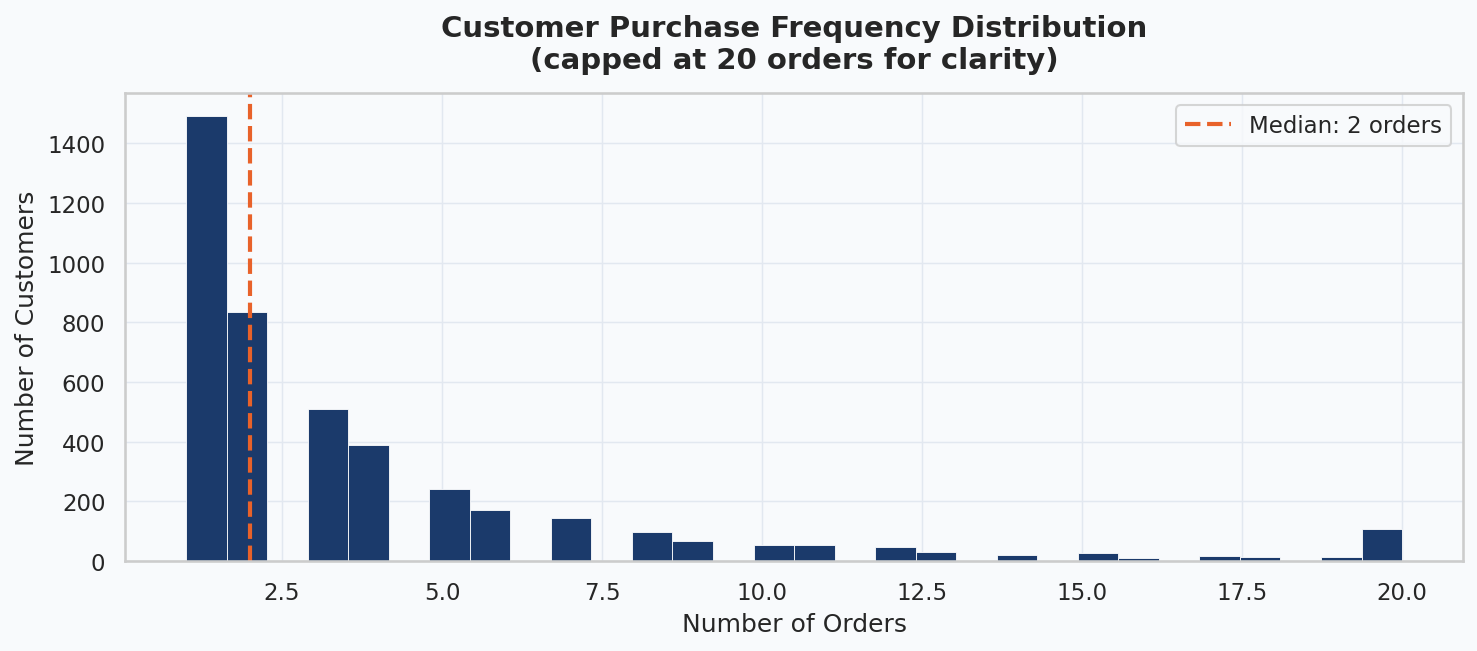 Customer Purchase Frequency Distribution
(capped at 20 orders for clarity)
Median: 2 orders
Number of Customers
1400
1200
1000
800
600
400
200
0
2.5 5.0 7.5 10.0 12.5 15.0 17.5 20.0
Number of Orders